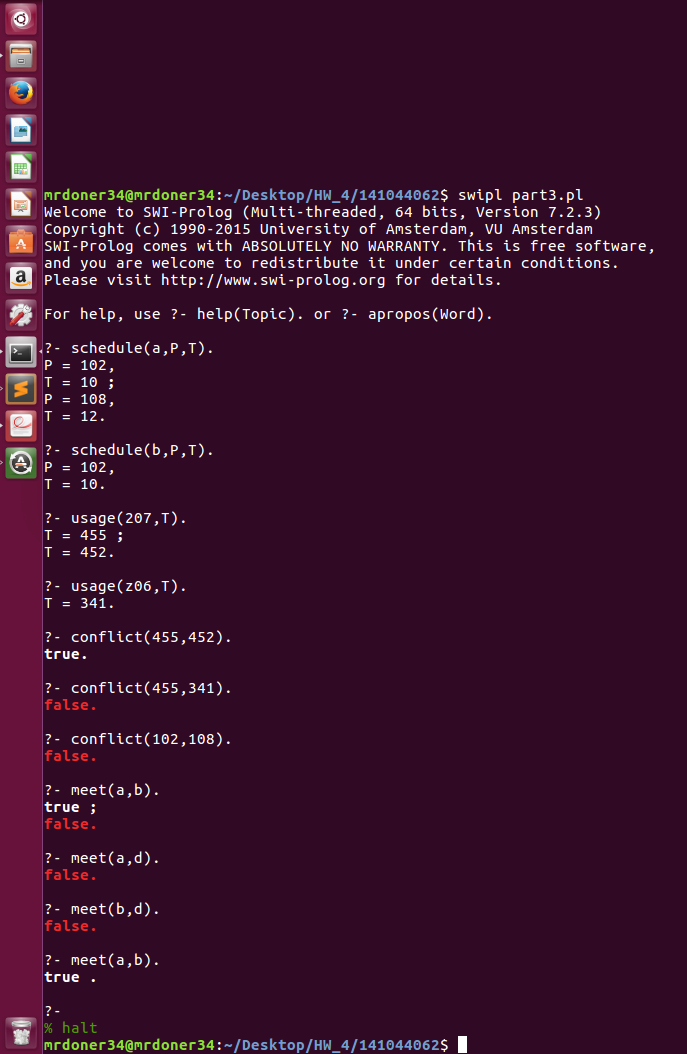 mrdoner34@mrdoner34:~/Desktop/HW_4/141044062$ swipl part3.pl
Welcome to SWI-Prolog (Multi-threaded, 64 bits, Version 7.2.3)
Copyright (c) 1990-2015 University of Amsterdam, VU Amsterdam
SWI-Prolog comes with ABSOLUTELY NO WARRANTY. This is free software,
and you are welcome to redistribute it under certain conditions.
Please visit http://www.swi-prolog.org for details.

For help, use ?- help(Topic). or ?- apropos(Word).

?- schedule(a,P,T).
P = 102,
T = 10 ;
P = 108,
T = 12.

?- schedule(b,P,T).
P = 102,
T = 10.

?- usage(207,T).
T = 455 ;
T = 452.

?- usage(z06,T).
T = 341.

?- conflict(455,452).
true.

?- conflict(455,341).
false.

?- conflict(102,108).
false.

?- meet(a,b).
true ;
false.

?- meet(a,d).
false.

?- meet(b,d).
false.

?- meet(a,b).
true .

?-
% halt
mrdoner34@mrdoner34:~/Desktop/HW_4/141044062$